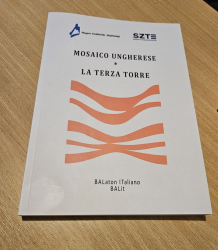 SZTE
MOSAICO UNGHERESE
*
LA TERZA TORRE
BALaton ITaliano
BALit